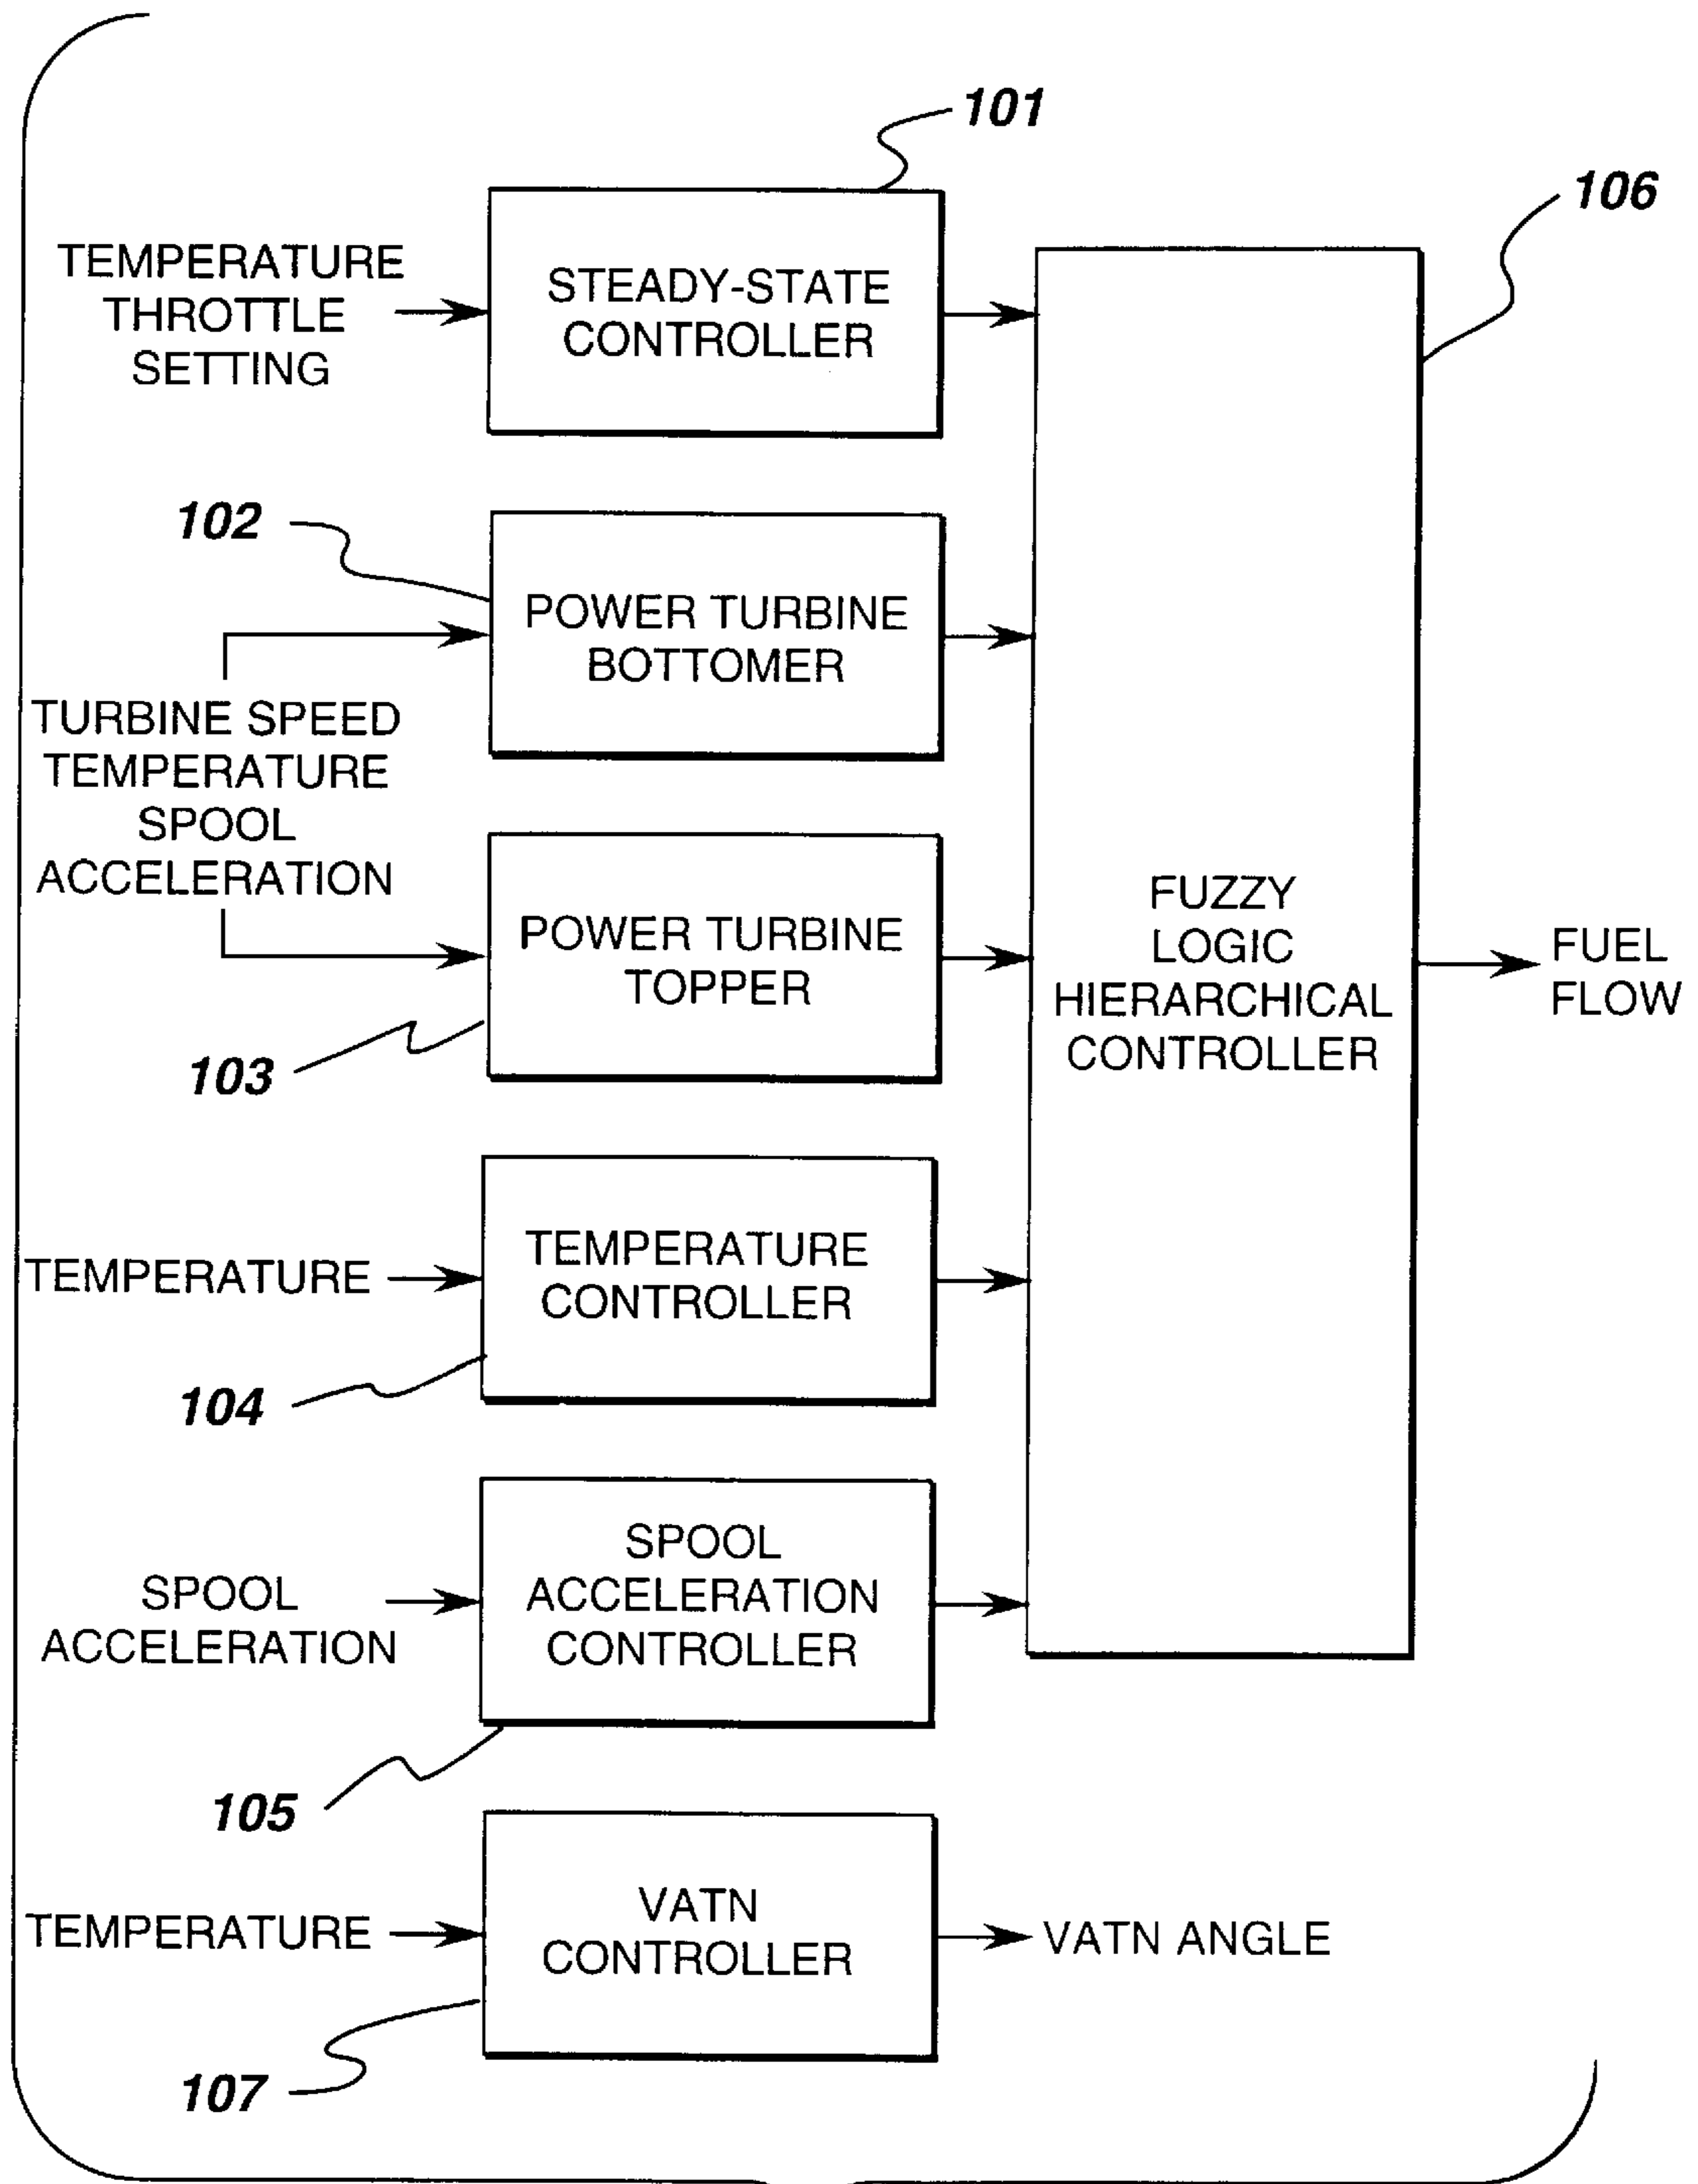 101
106
TEMPERATURE
THROTTLE
SETTING
STEADY-STATE
CONTROLLER
102
POWER TURBINE
BOTTOMER
TURBINE SPEED
TEMPERATURE
SPOOL
ACCELERATION
POWER TURBINE
TOPPER
103
FUZZY
LOGIC
HIERARCHICAL
CONTROLLER
FUEL
FLOW
TEMPERATURE
TEMPERATURE
CONTROLLER
104
SPOOL
ACCELERATION
SPOOL
ACCELERATION
CONTROLLER
105
TEMPERATURE
VATN
CONTROLLER
VATN ANGLE
107